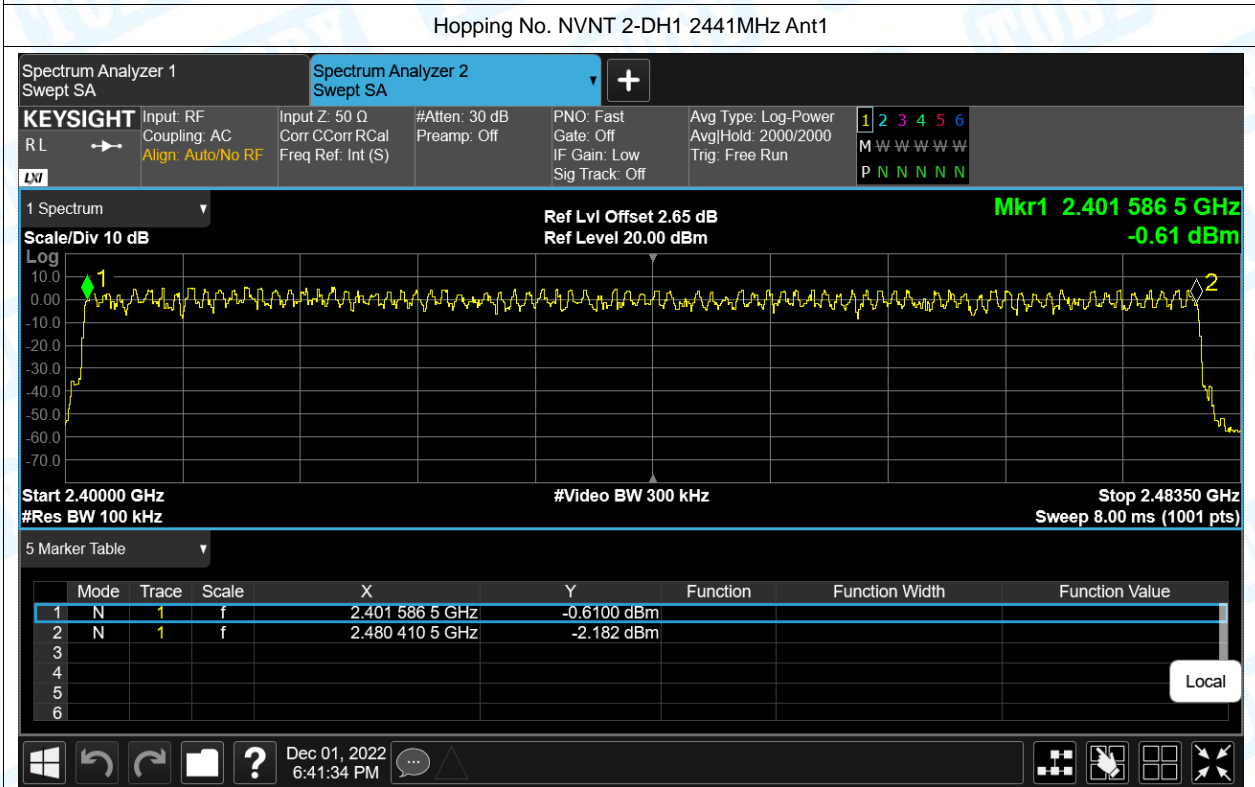 Hopping No. NVNT 2-DH1 2441MHz Ant1
Spectrum Analyzer 1
Swept SA
Spectrum Analyzer 2
Swept SA
KEYSIGHT
RL
LXI
Input: RF
Coupling: AC
Align: Auto/No RF
Input Z: 50 Ω
Corr CCorr RCal
Freq Ref: Int (S)
#Atten: 30 dB
Preamp: Off
PNO: Fast
Gate: Off
IF Gain: Low
Sig Track: Off
Avg Type: Log-Power
Avg|Hold: 2000/2000
Trig: Free Run
1 2 3 4 5 6
M W W W W W
P N N N N N
1 Spectrum
Scale/Div 10 dB
Ref Lvl Offset 2.65 dB
Ref Level 20.00 dBm
Mkr1 2.401 586 5 GHz
-0.61 dBm
Log
10.0
0.00
-10.0
-20.0
-30.0
-40.0
-50.0
-60.0
-70.0
1
2
Start 2.40000 GHz
#Res BW 100 kHz
#Video BW 300 kHz
Stop 2.48350 GHz
Sweep 8.00 ms (1001 pts)
5 Marker Table
Mode Trace Scale X Y Function Function Width Function Value
1 N 1 f 2.401 586 5 GHz -0.6100 dBm
2 N 1 f 2.480 410 5 GHz -2.182 dBm
3
4
5
6
Local
?
Dec 01, 2022
6:41:34 PM